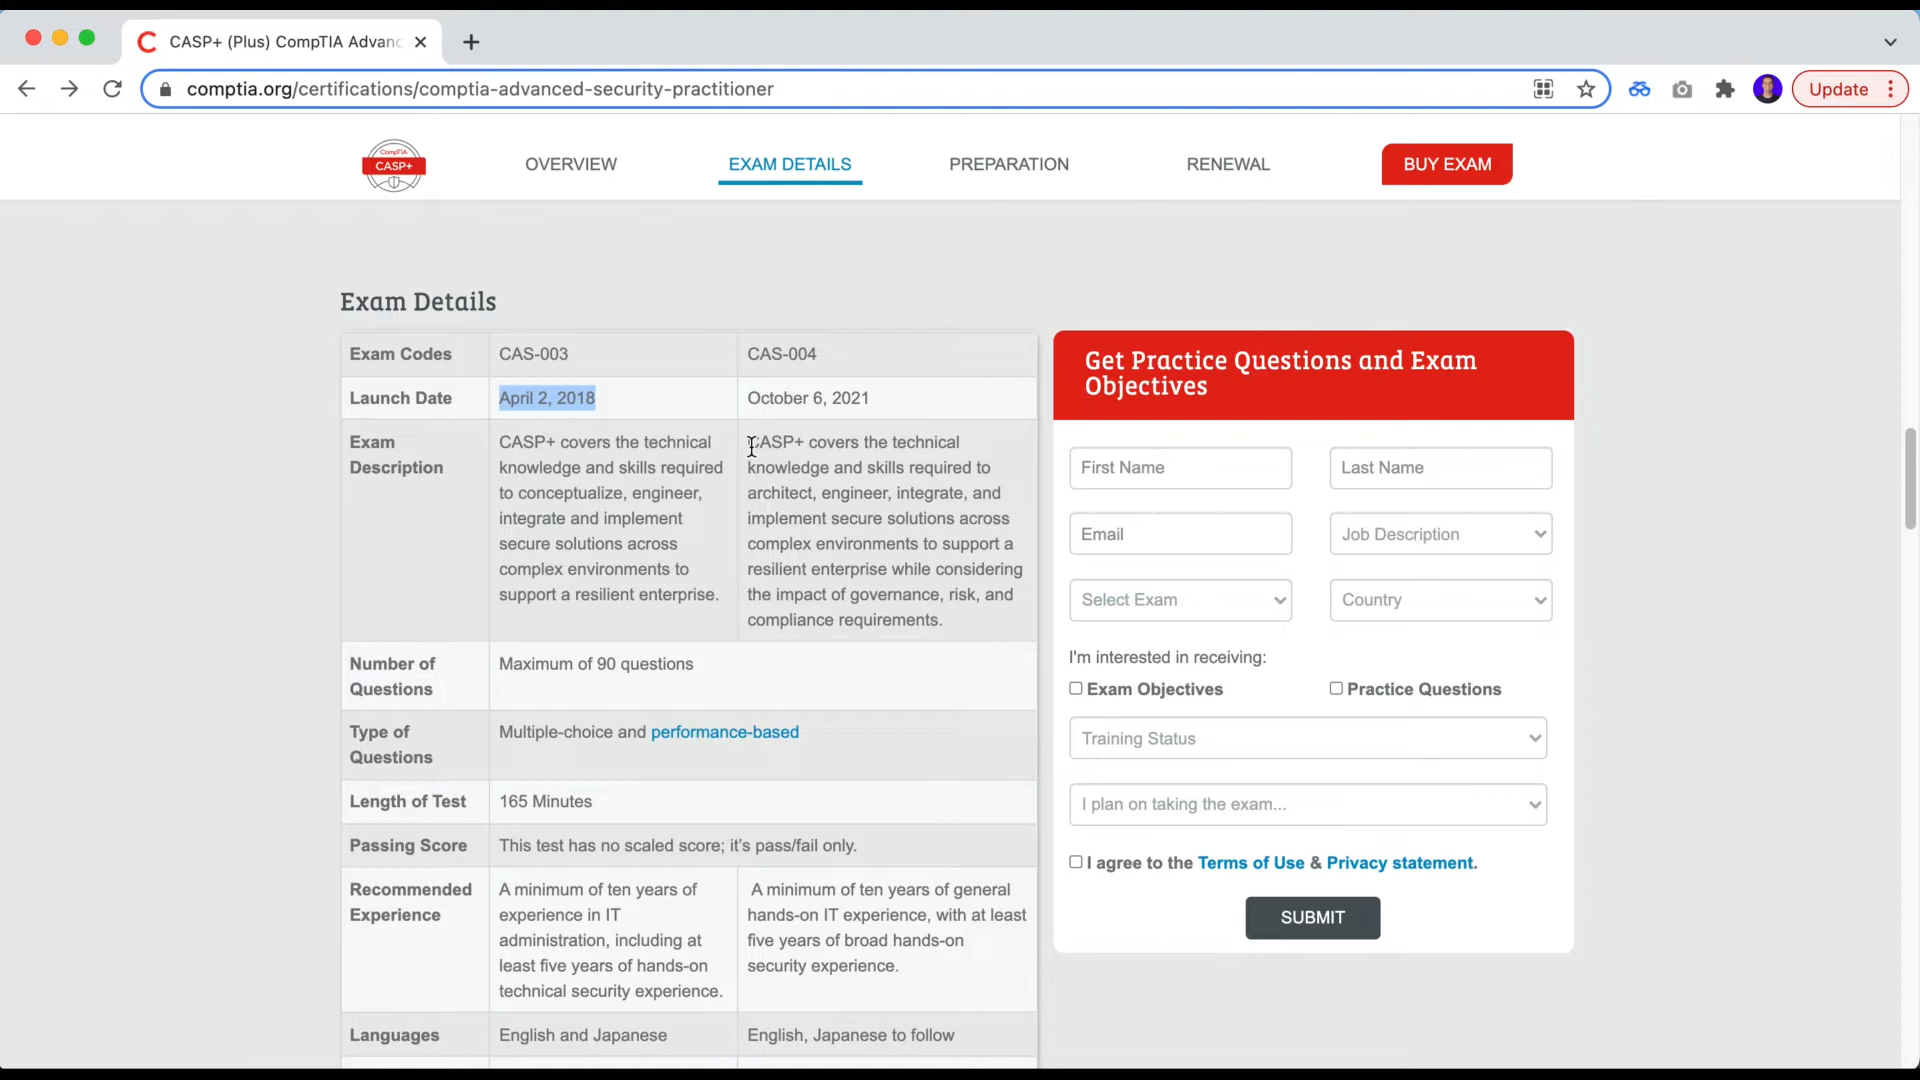 CASP+ (Plus) CompTIA Advanc
comptia.org/certifications/comptia-advanced-security-practitioner
Update
CompTIA
CASP+
OVERVIEW
EXAM DETAILS
PREPARATION
RENEWAL
BUY EXAM
Exam Details
Exam Codes
CAS-003
CAS-004
Launch Date
April 2, 2018
October 6, 2021
Exam
Description
CASP+ covers the technical
knowledge and skills required
to conceptualize, engineer,
integrate and implement
secure solutions across
complex environments to
support a resilient enterprise.
CASP+ covers the technical
knowledge and skills required to
architect, engineer, integrate, and
implement secure solutions across
complex environments to support a
resilient enterprise while considering
the impact of governance, risk, and
compliance requirements.
Number of
Questions
Maximum of 90 questions
Type of
Questions
Multiple-choice and performance-based
Length of Test
165 Minutes
Passing Score
This test has no scaled score; it's pass/fail only.
Recommended
Experience
A minimum of ten years of
experience in IT
administration, including at
least five years of hands-on
technical security experience.
A minimum of ten years of general
hands-on IT experience, with at least
five years of broad hands-on
security experience.
Languages
English and Japanese
English, Japanese to follow
Get Practice Questions and Exam
Objectives
First Name
Last Name
Email
Job Description
Select Exam
Country
I'm interested in receiving:
Exam Objectives
Practice Questions
Training Status
I plan on taking the exam...
I agree to the Terms of Use & Privacy statement.
SUBMIT